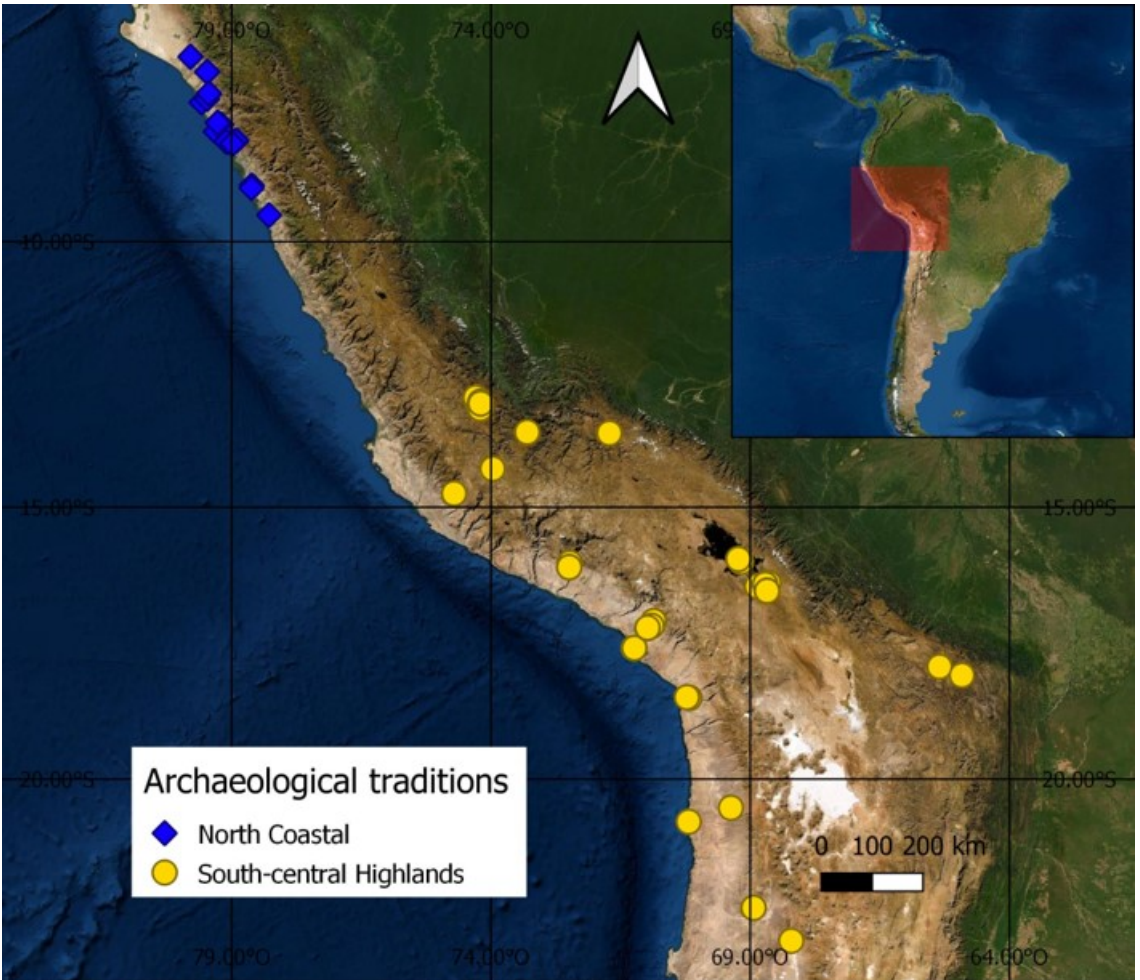 79.00°O 74.00°O 69
10.00°S
15.00°S 15.00°S
20.00°S 20.00°S
Archaeological traditions
North Coastal
South-central Highlands
0 100 200 km
79.00°O 74.00°O 69.00°O 64.00°O